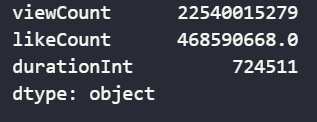 viewCount 22540015279
likeCount 468590668.0
durationInt 724511
dtype: object